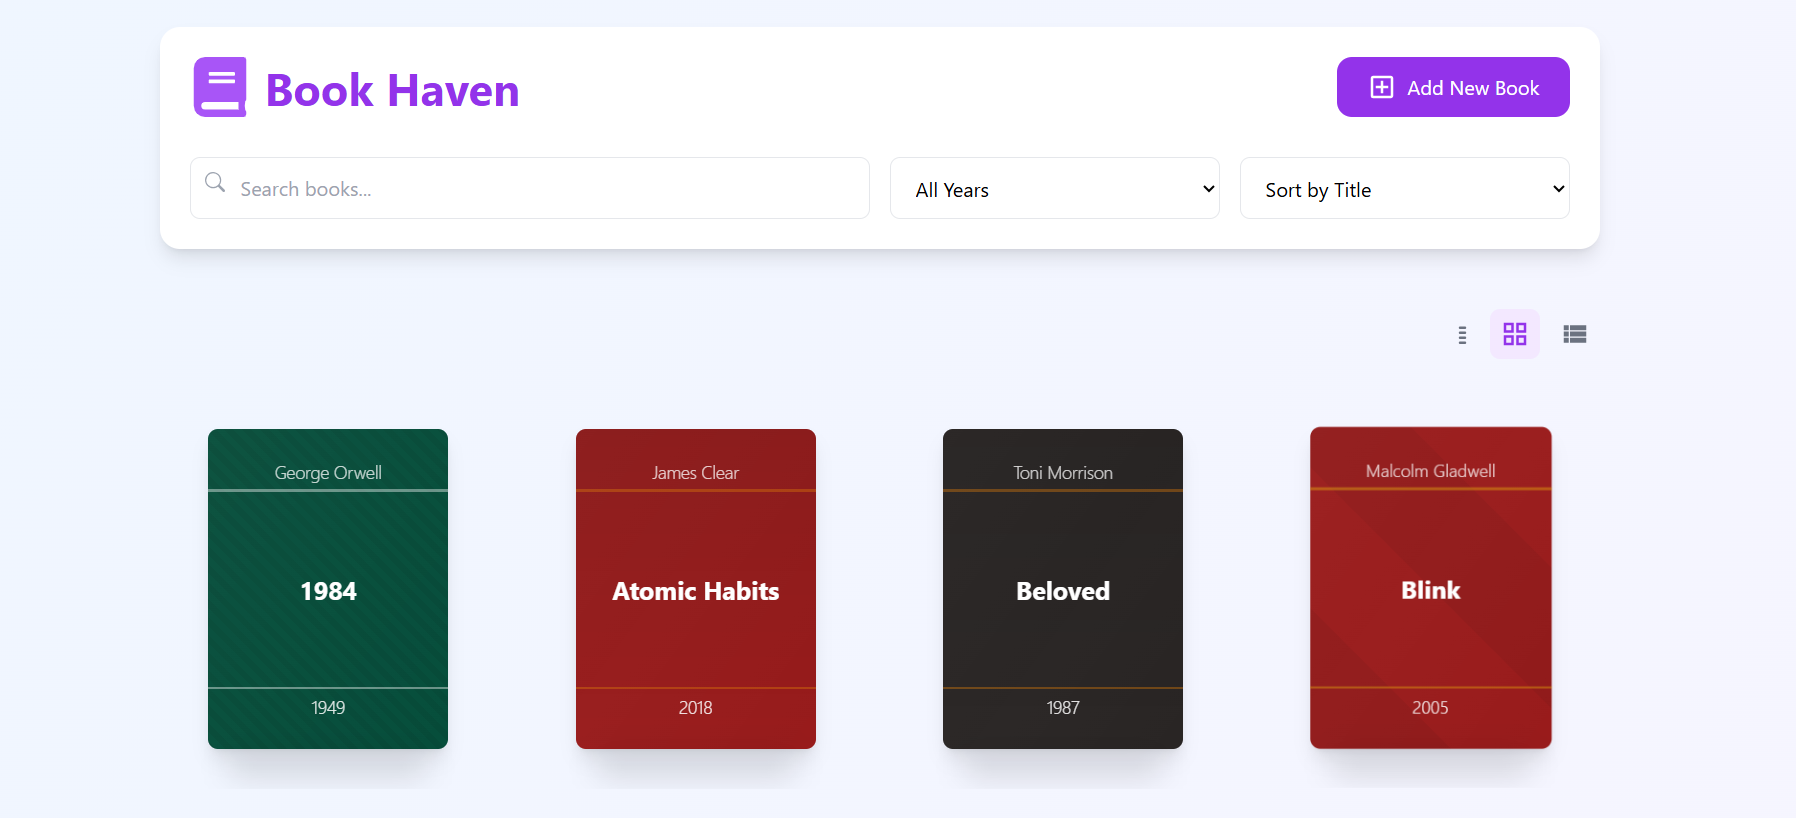 Book Haven
Add New Book
Search books...
All Years
Sort by Title
George Orwell
1984
1949
James Clear
Atomic Habits
2018
Toni Morrison
Beloved
1987
Malcolm Gladwell
Blink
2005